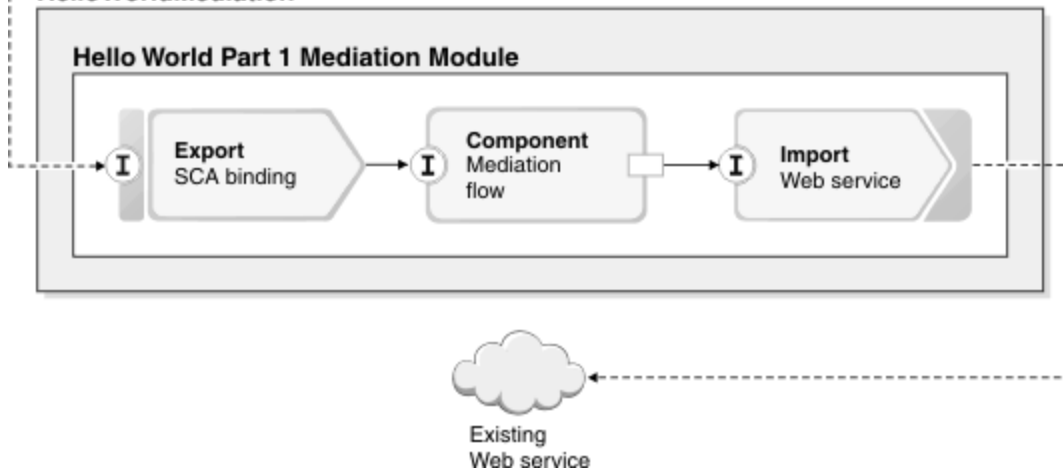 Hello World Part 1 Mediation Module
I
Export
SCA binding
I
Component
Mediation
flow
I
Import
Web service
Existing
Web service